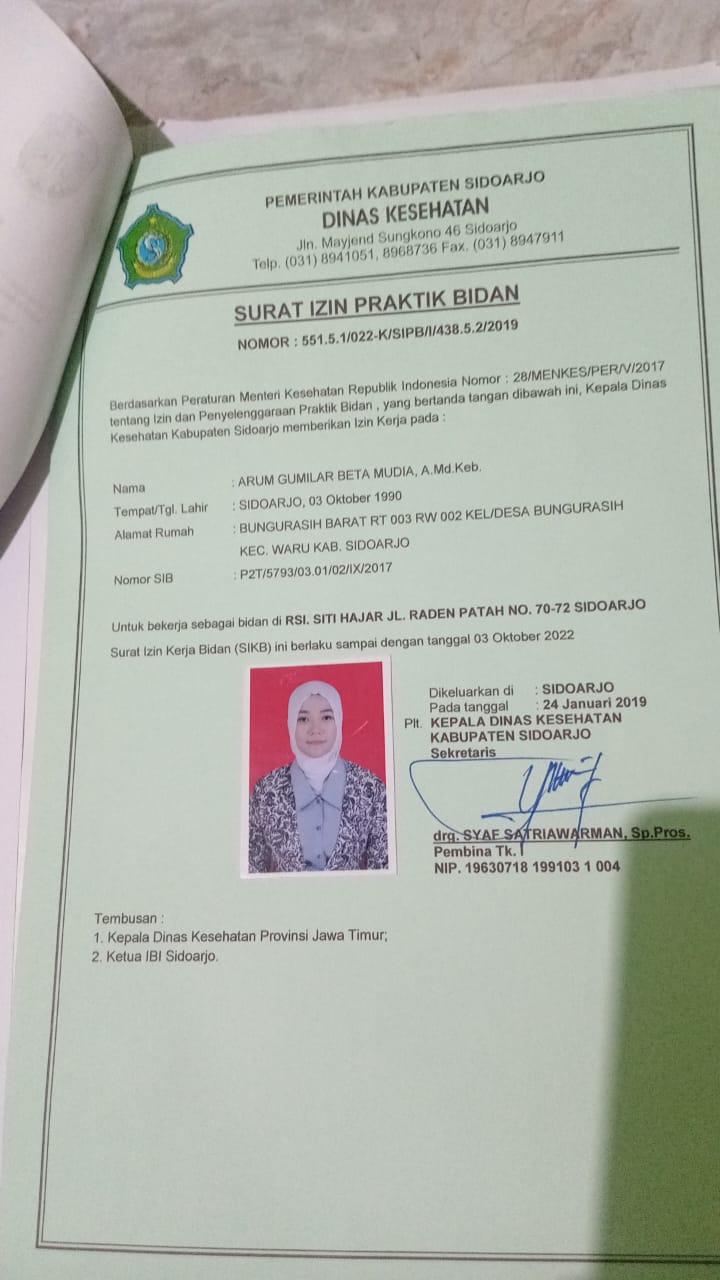 PEMERINTAH KABUPATEN SIDOARJO
DINAS KESEHATAN
Jln. Mayjend Sungkono 46 Sidoarjo
Telp. (031) 8941051, 8968736 Fax. (031) 8947911
SURAT IZIN PRAKTIK BIDAN
NOMOR : 551.5.1/022-K/SIPB/I/438.5.2/2019
Berdasarkan Peraturan Menteri Kesehatan Republik Indonesia Nomor : 28/MENKES/PER/V/2017
tentang Izin dan Penyelenggaraan Praktik Bidan , yang bertanda tangan dibawah ini, Kepala Dinas
Kesehatan Kabupaten Sidoarjo memberikan Izin Kerja pada :
Nama : ARUM GUMILAR BETA MUDIA, A.Md.Keb.
Tempat/Tgl. Lahir : SIDOARJO, 03 Oktober 1990
Alamat Rumah : BUNGURASIH BARAT RT 003 RW 002 KEL/DESA BUNGURASIH
KEC. WARU KAB. SIDOARJO
Nomor SIB : P2T/5793/03.01/02/IX/2017
Untuk bekerja sebagai bidan di RSI. SITI HAJAR JL. RADEN PATAH NO. 70-72 SIDOARJO
Surat Izin Kerja Bidan (SIKB) ini berlaku sampai dengan tanggal 03 Oktober 2022
Dikeluarkan di : SIDOARJO
Pada tanggal : 24 Januari 2019
Plt. KEPALA DINAS KESEHATAN
KABUPATEN SIDOARJO
Sekretaris
drg. SYAF SATRIAWARMAN, Sp.Pros.
Pembina Tk. I
NIP. 19630718 199103 1 004
Tembusan :
1. Kepala Dinas Kesehatan Provinsi Jawa Timur;
2. Ketua IBI Sidoarjo.